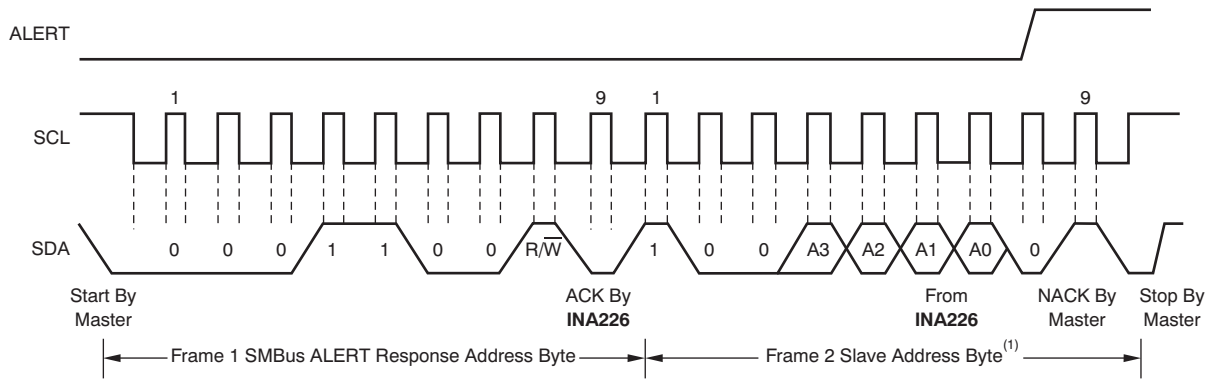 ALERT
1 9 1 9
SCL
SDA 0 0 0 1 1 0 0 R/W 1 0 0 A3 A2 A1 A0 0
Start By
Master
ACK By
INA226
From
INA226
NACK By
Master
Stop By
Master
Frame 1 SMBus ALERT Response Address Byte
Frame 2 Slave Address Byte(1)